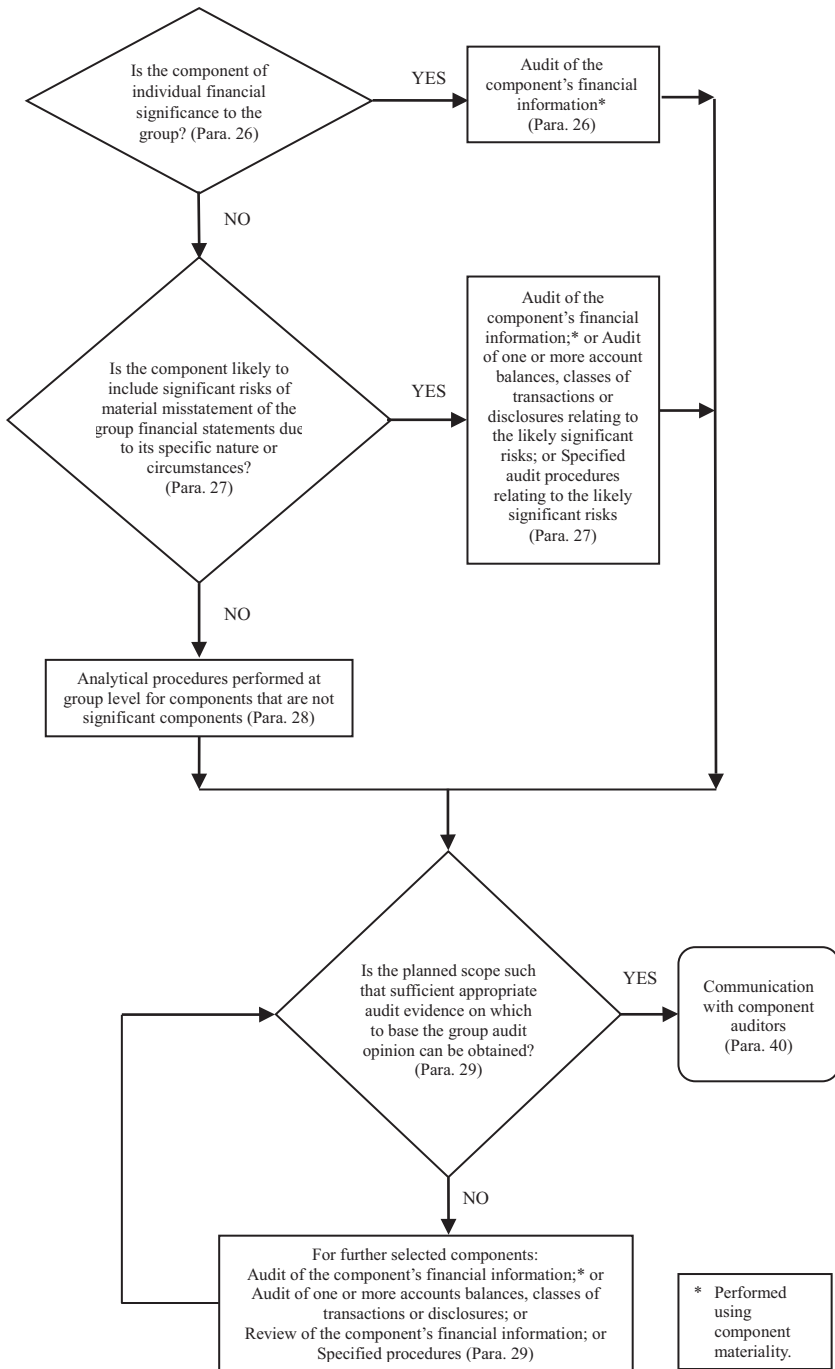 Is the component of
individual financial
significance to the
group? (Para. 26)
YES
Audit of the
component's financial
information*
(Para. 26)
NO
Is the component likely to
include significant risks of
material misstatement of the
group financial statements due
to its specific nature or
circumstances?
(Para. 27)
YES
Audit of the
component's financial
information;* or Audit
of one or more account
balances, classes of
transactions or
disclosures relating to
the likely significant
risks; or Specified
audit procedures
relating to the likely
significant risks
(Para. 27)
NO
Analytical procedures performed at
group level for components that are not
significant components (Para. 28)
Is the planned scope such
that sufficient appropriate
audit evidence on which
to base the group audit
opinion can be obtained?
(Para. 29)
YES
Communication
with component
auditors
(Para. 40)
NO
For further selected components:
Audit of the component's financial information;* or
Audit of one or more accounts balances, classes of
transactions or disclosures; or
Review of the component's financial information; or
Specified procedures (Para. 29)
* Performed
using
component
materiality.